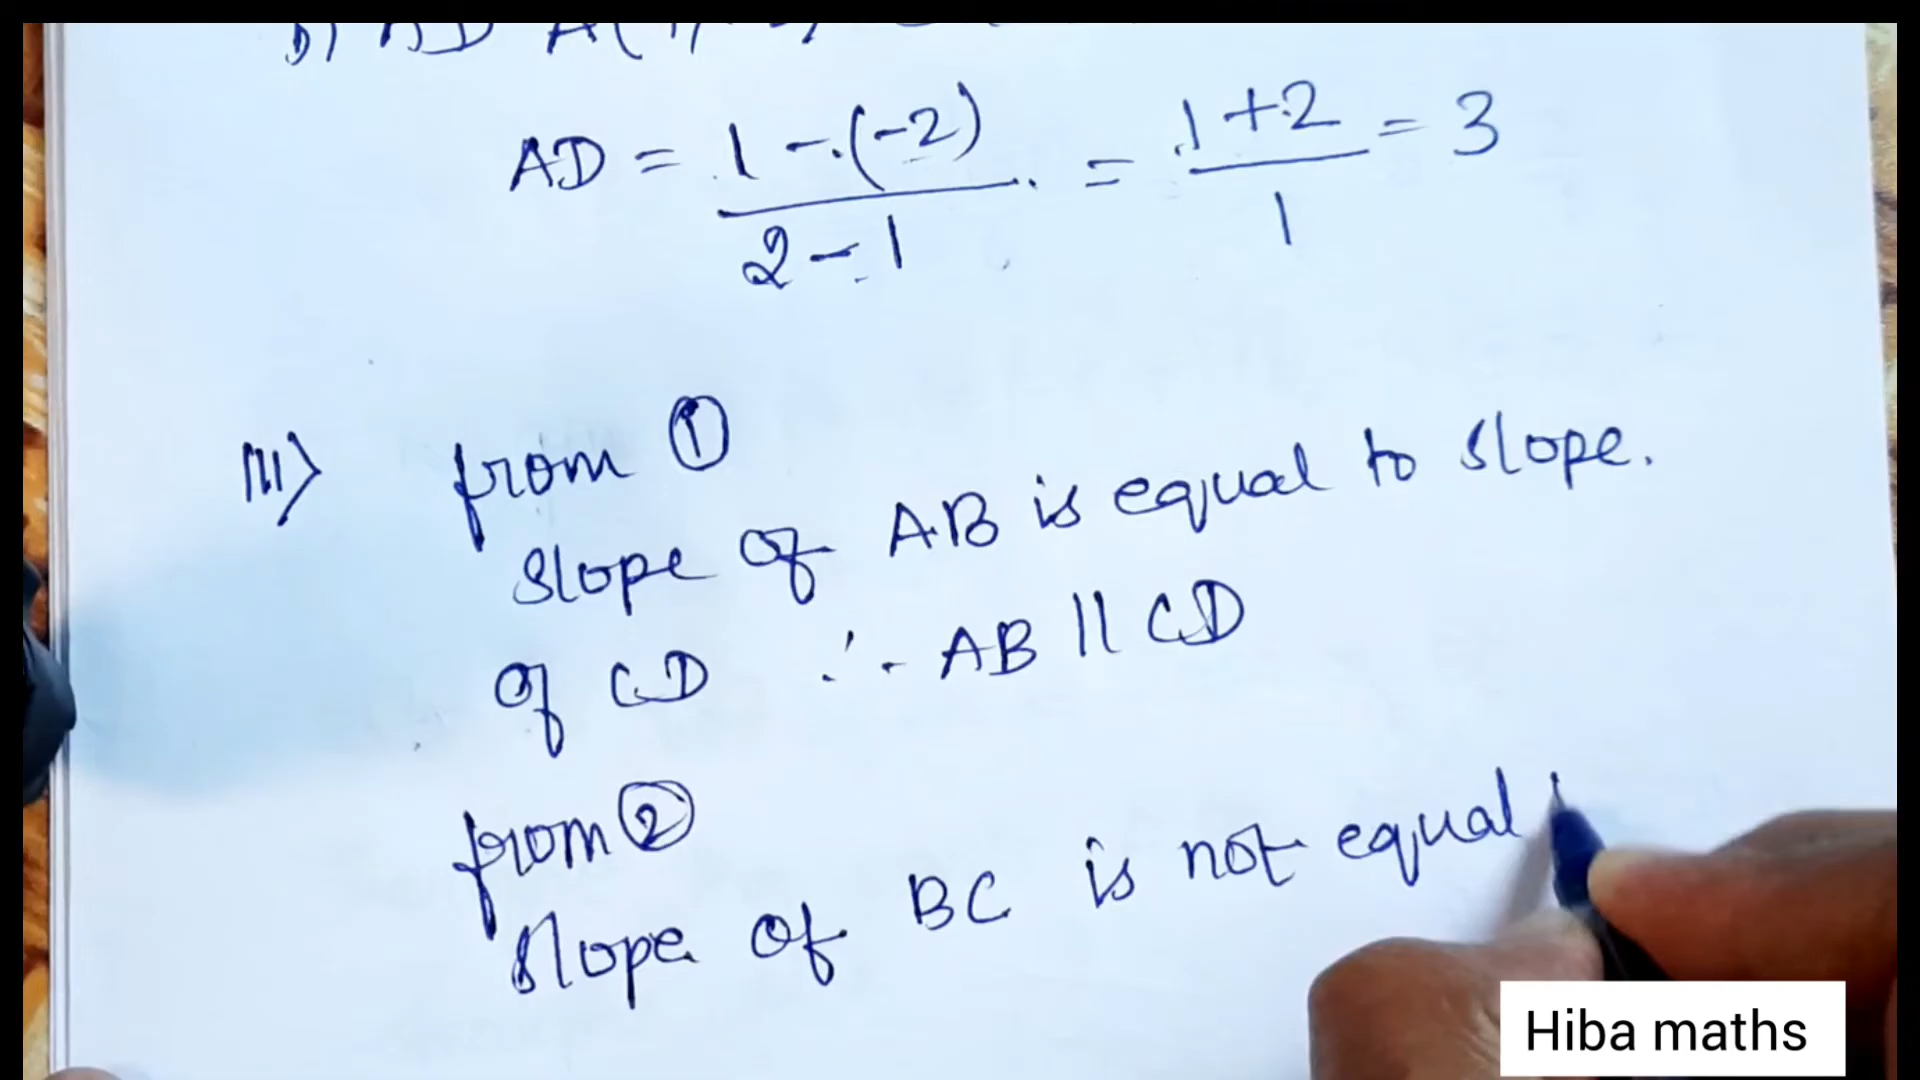 AD = 1-(-2) / 2-1 = 1+2 / 1 = 3
III) from ①
slope of AB is equal to slope.
of CD ∴ AB || CD
from ②
slope of BC is not equal
Hiba maths